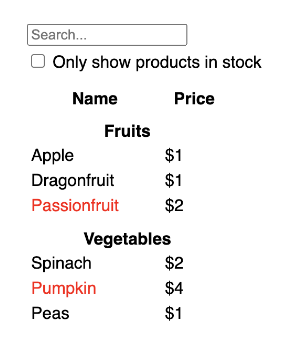 Search...
Only show products in stock
Name Price
Fruits
Apple $1
Dragonfruit $1
Passionfruit $2
Vegetables
Spinach $2
Pumpkin $4
Peas $1